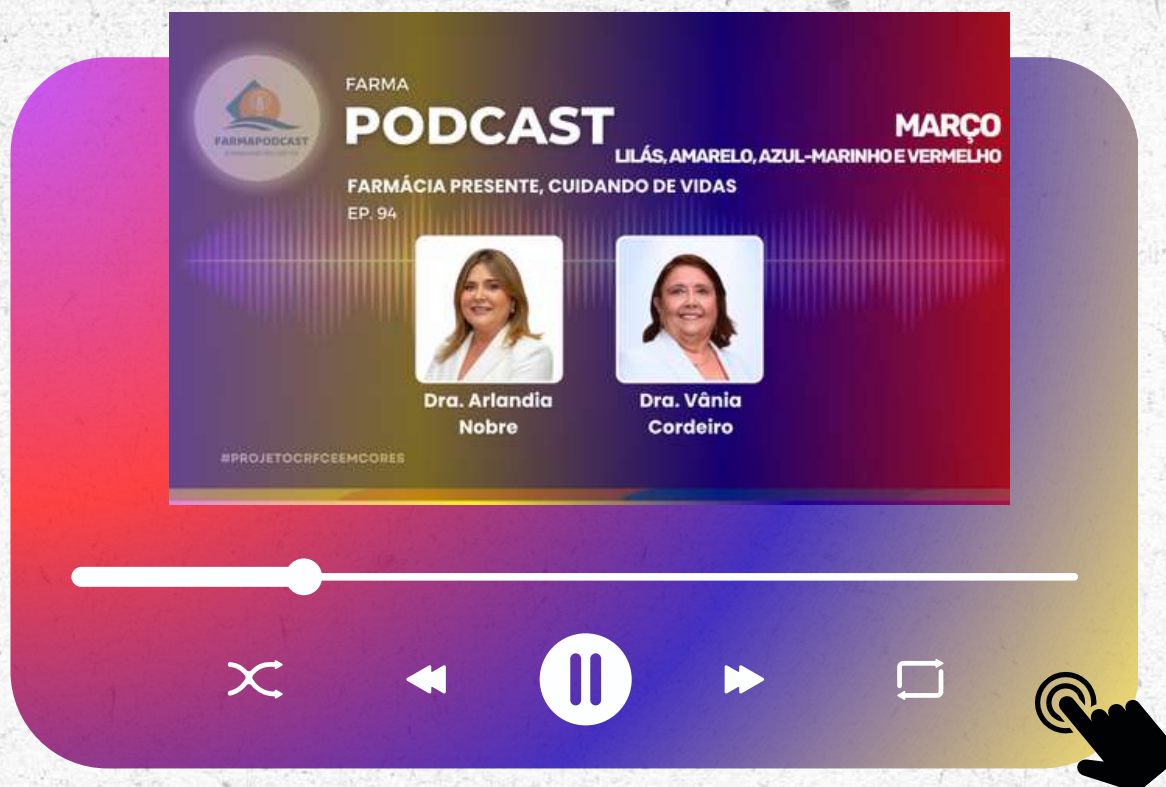 FARMAPODCAST
FARMA
PODCAST
MARÇO
LILÁS, AMARELO, AZUL-MARINHO E VERMELHO
FARMÁCIA PRESENTE, CUIDANDO DE VIDAS
EP. 94
Dra. Arlandia
Nobre
Dra. Vânia
Cordeiro
#PROJETOCRFCEEMCORES